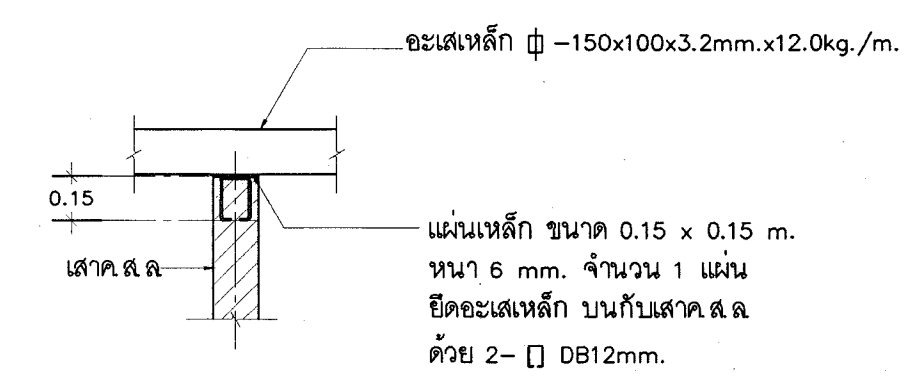 อะเสเหล็ก -150x100x3.2mm.x12.0kg./m.
0.15
เสาค.ส.ล
แผ่นเหล็ก ขนาด 0.15 x 0.15 m.
หนา 6 mm. จำนวน 1 แผ่น
ยึดอะเสเหล็ก บนกับเสาค.ส.ล
ด้วย 2- DB12mm.